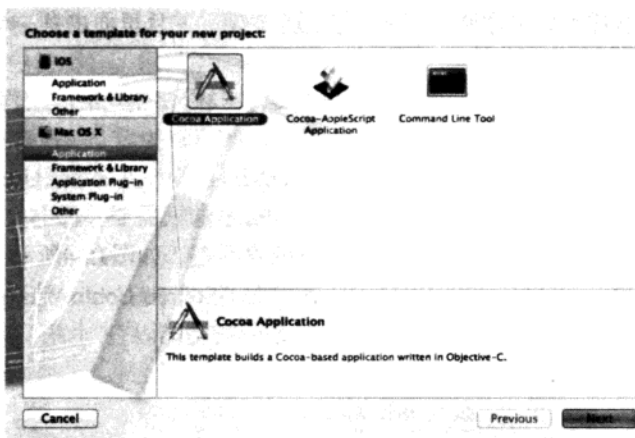 Choose a template for your new project:
iOS
Application
Framework & Library
Other
Mac OS X
Application
Framework & Library
Application Plug-in
System Plug-in
Other
Cocoa Application
Cocoa-AppleScript
Application
Command Line Tool
Cocoa Application
This template builds a Cocoa-based application written in Objective-C.
Cancel
Previous
Next